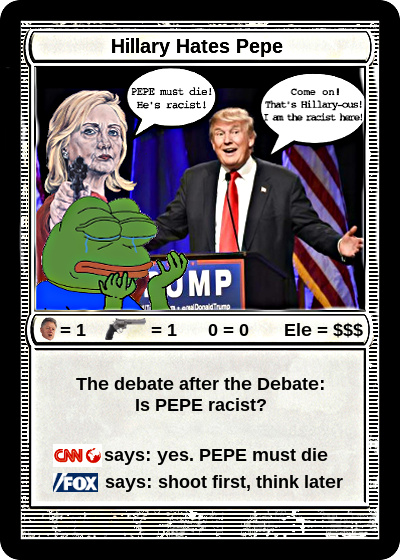 Hillary Hates Pepe
PEPE must die!
He's racist!
Come on!
That's Hillary-ous!
I am the racist here!
UMP
ealDonaldTrump
= 1
= 1
0 = 0
Ele = $$$
The debate after the Debate:
Is PEPE racist?
CNN says: yes. PEPE must die
FOX says: shoot first, think later